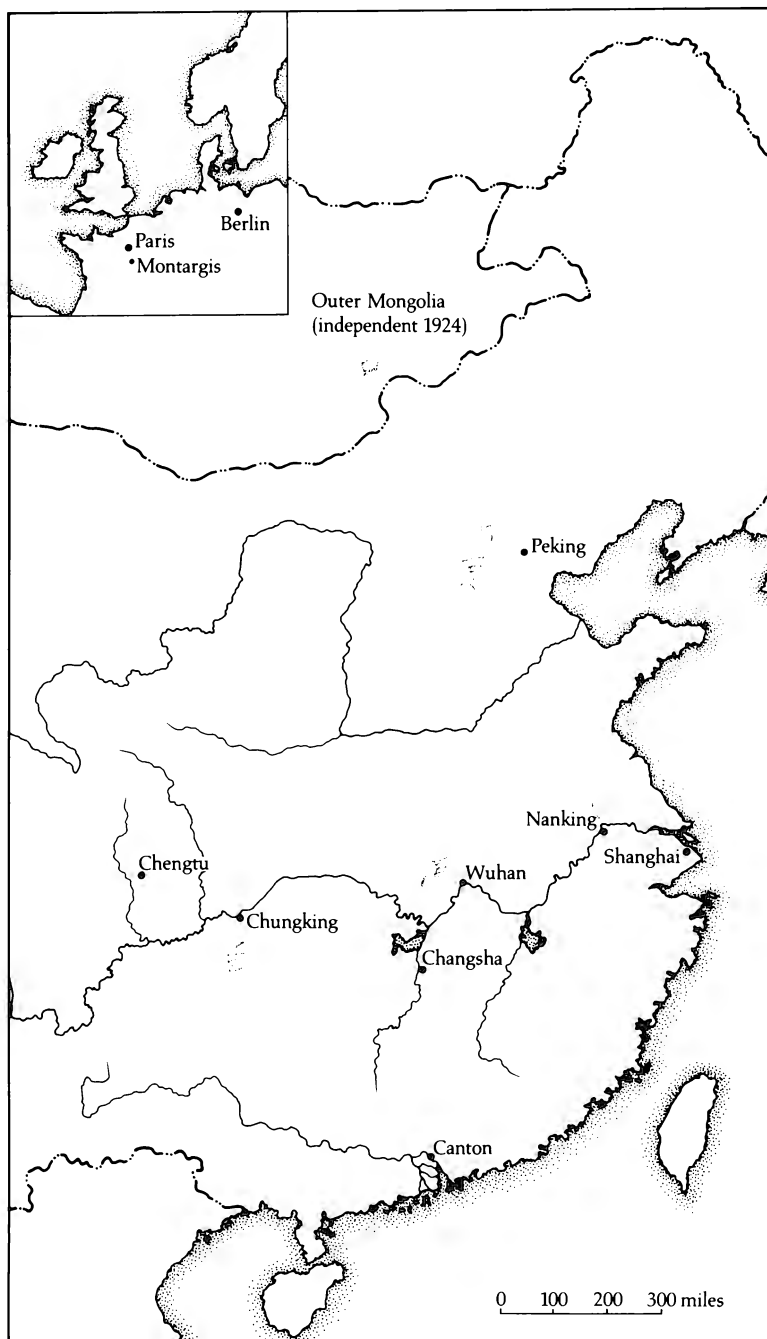 Berlin
Paris
Montargis
Outer Mongolia
(independent 1924)
Peking
Nanking
Shanghai
Wuhan
Chengtu
Chungking
Changsha
Canton
0 100 200 300 miles